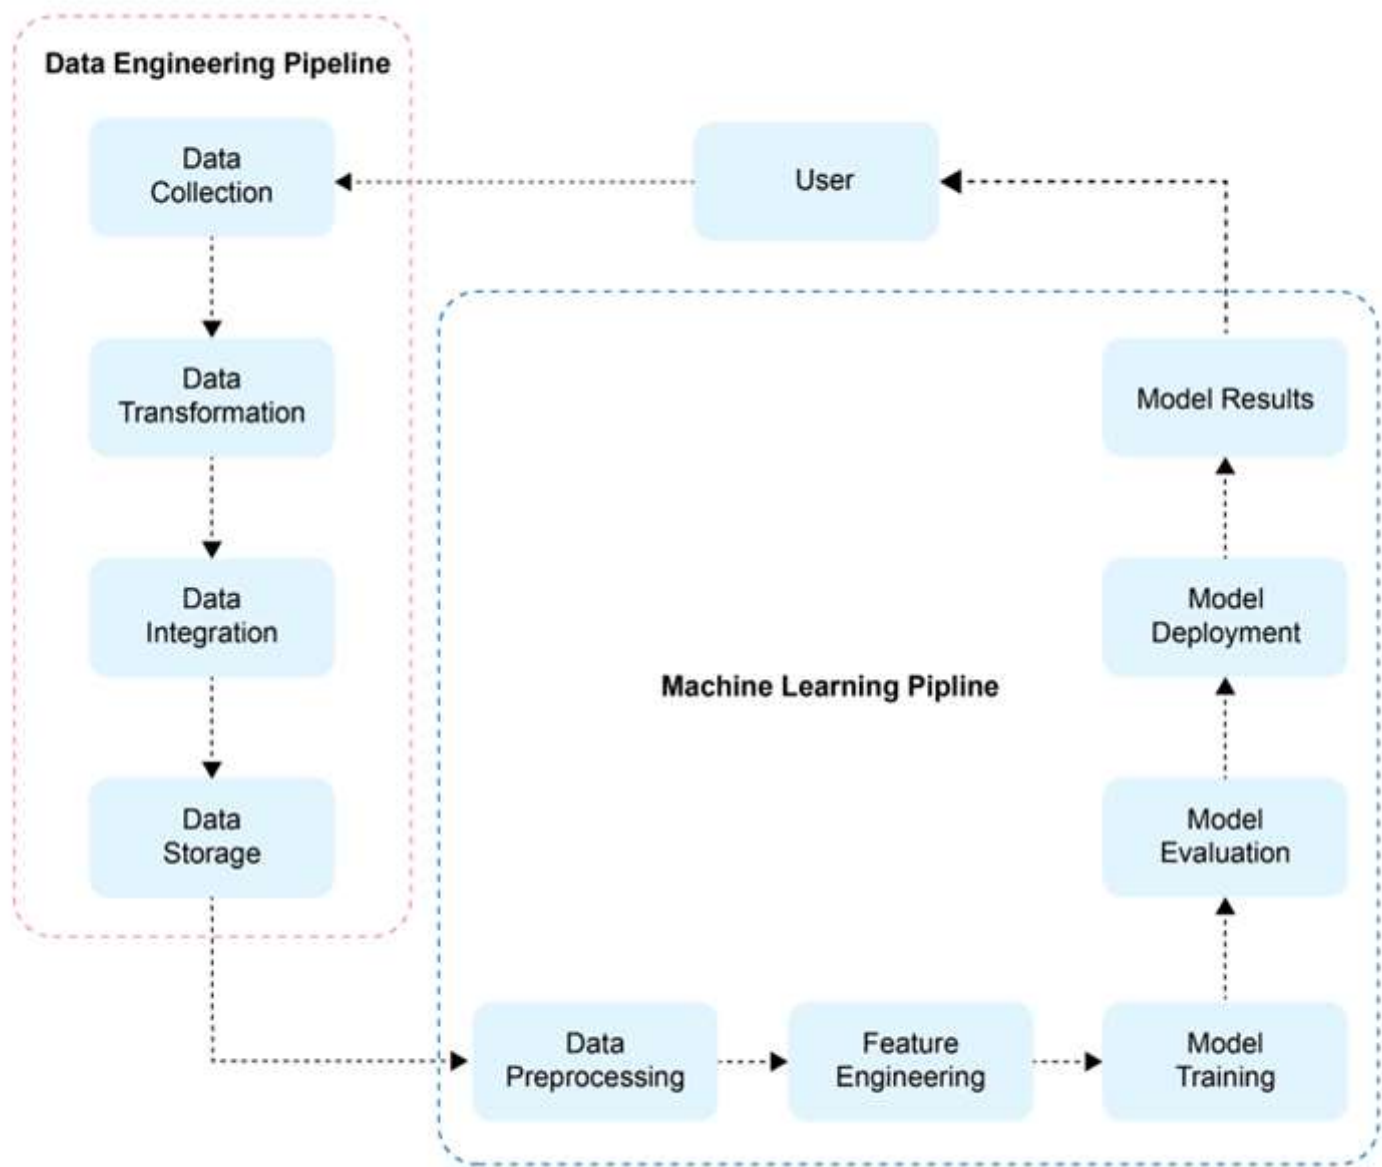 Data Engineering Pipeline
Data
Collection
User
Data
Transformation
Model Results
Data
Integration
Model
Deployment
Machine Learning Pipline
Data
Storage
Model
Evaluation
Data
Preprocessing
Feature
Engineering
Model
Training